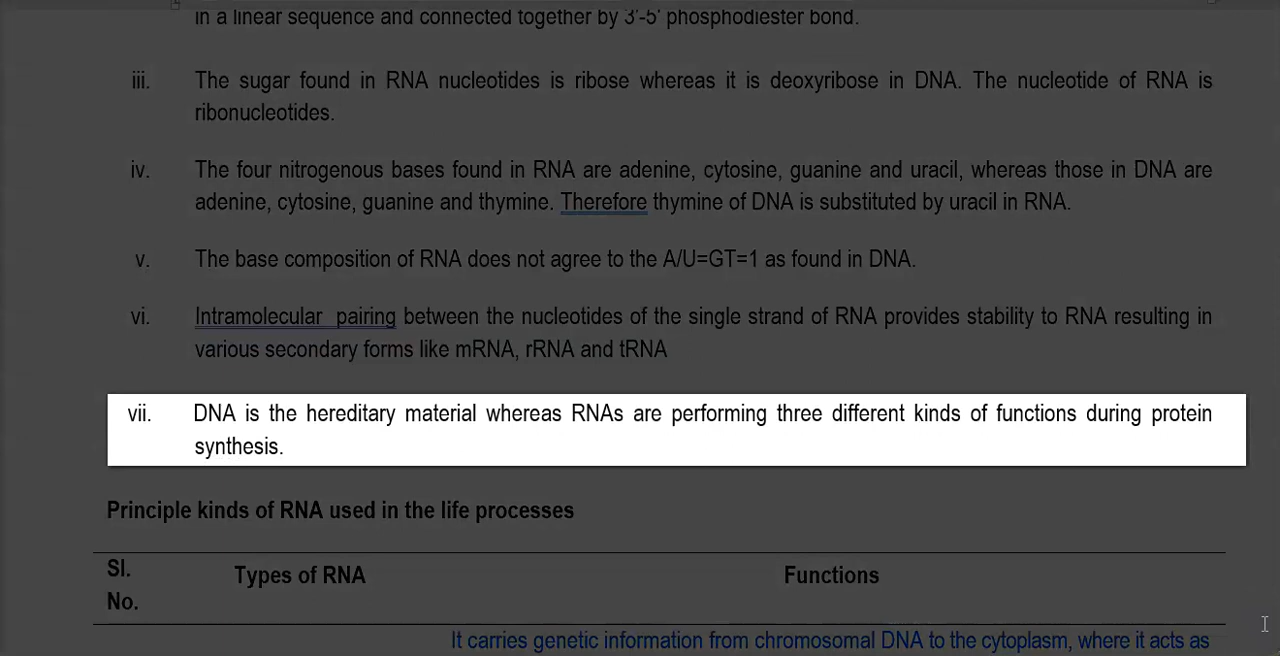 in a linear sequence and connected together by 3'-5' phosphodiester bond.
iii. The sugar found in RNA nucleotides is ribose whereas it is deoxyribose in DNA. The nucleotide of RNA is
ribonucleotides.
iv. The four nitrogenous bases found in RNA are adenine, cytosine, guanine and uracil, whereas those in DNA are
adenine, cytosine, guanine and thymine. Therefore thymine of DNA is substituted by uracil in RNA.
v. The base composition of RNA does not agree to the A/U=GT=1 as found in DNA.
vi. Intramolecular pairing between the nucleotides of the single strand of RNA provides stability to RNA resulting in
various secondary forms like mRNA, rRNA and tRNA
vii. DNA is the hereditary material whereas RNAs are performing three different kinds of functions during protein
synthesis.
Principle kinds of RNA used in the life processes
Sl.
No.
Types of RNA
Functions
It carries genetic information from chromosomal DNA to the cytoplasm, where it acts as